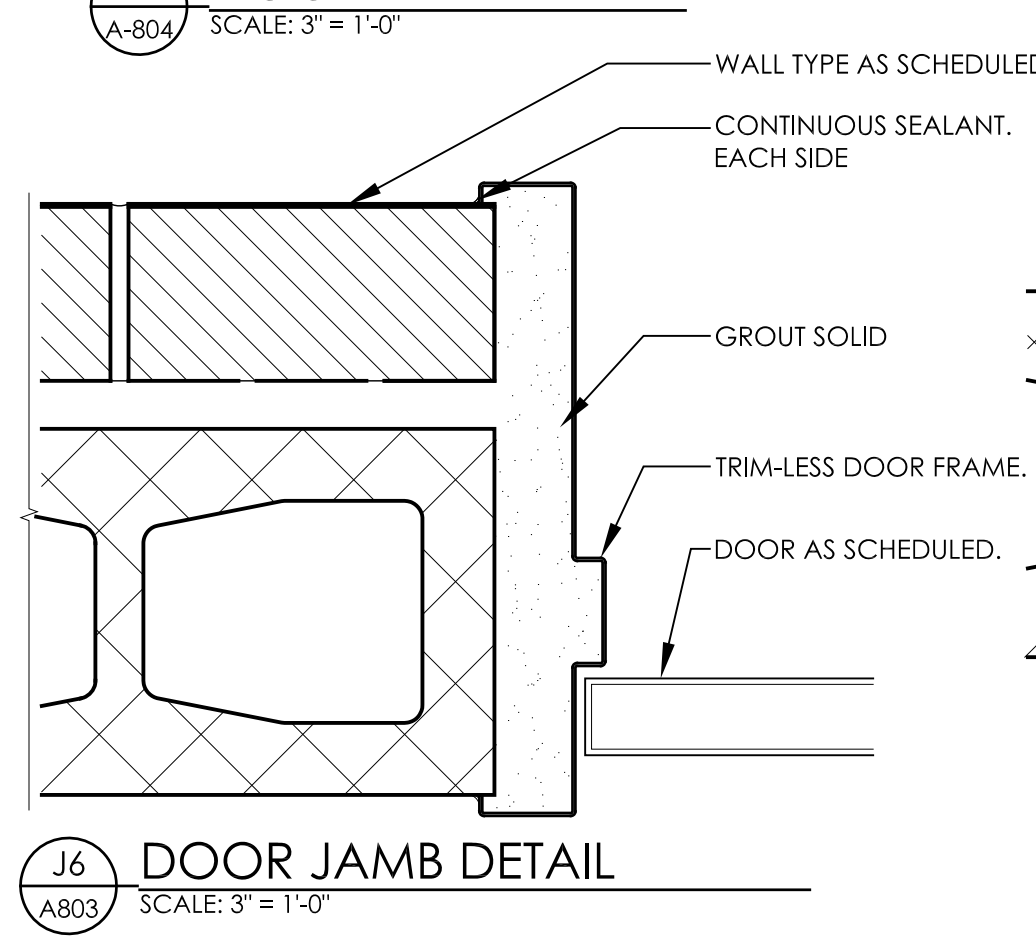 A-804
SCALE: 3" = 1'-0"
WALL TYPE AS SCHEDULED
CONTINUOUS SEALANT.
EACH SIDE
GROUT SOLID
TRIM-LESS DOOR FRAME.
DOOR AS SCHEDULED.
J6
DOOR JAMB DETAIL
A803
SCALE: 3" = 1'-0"